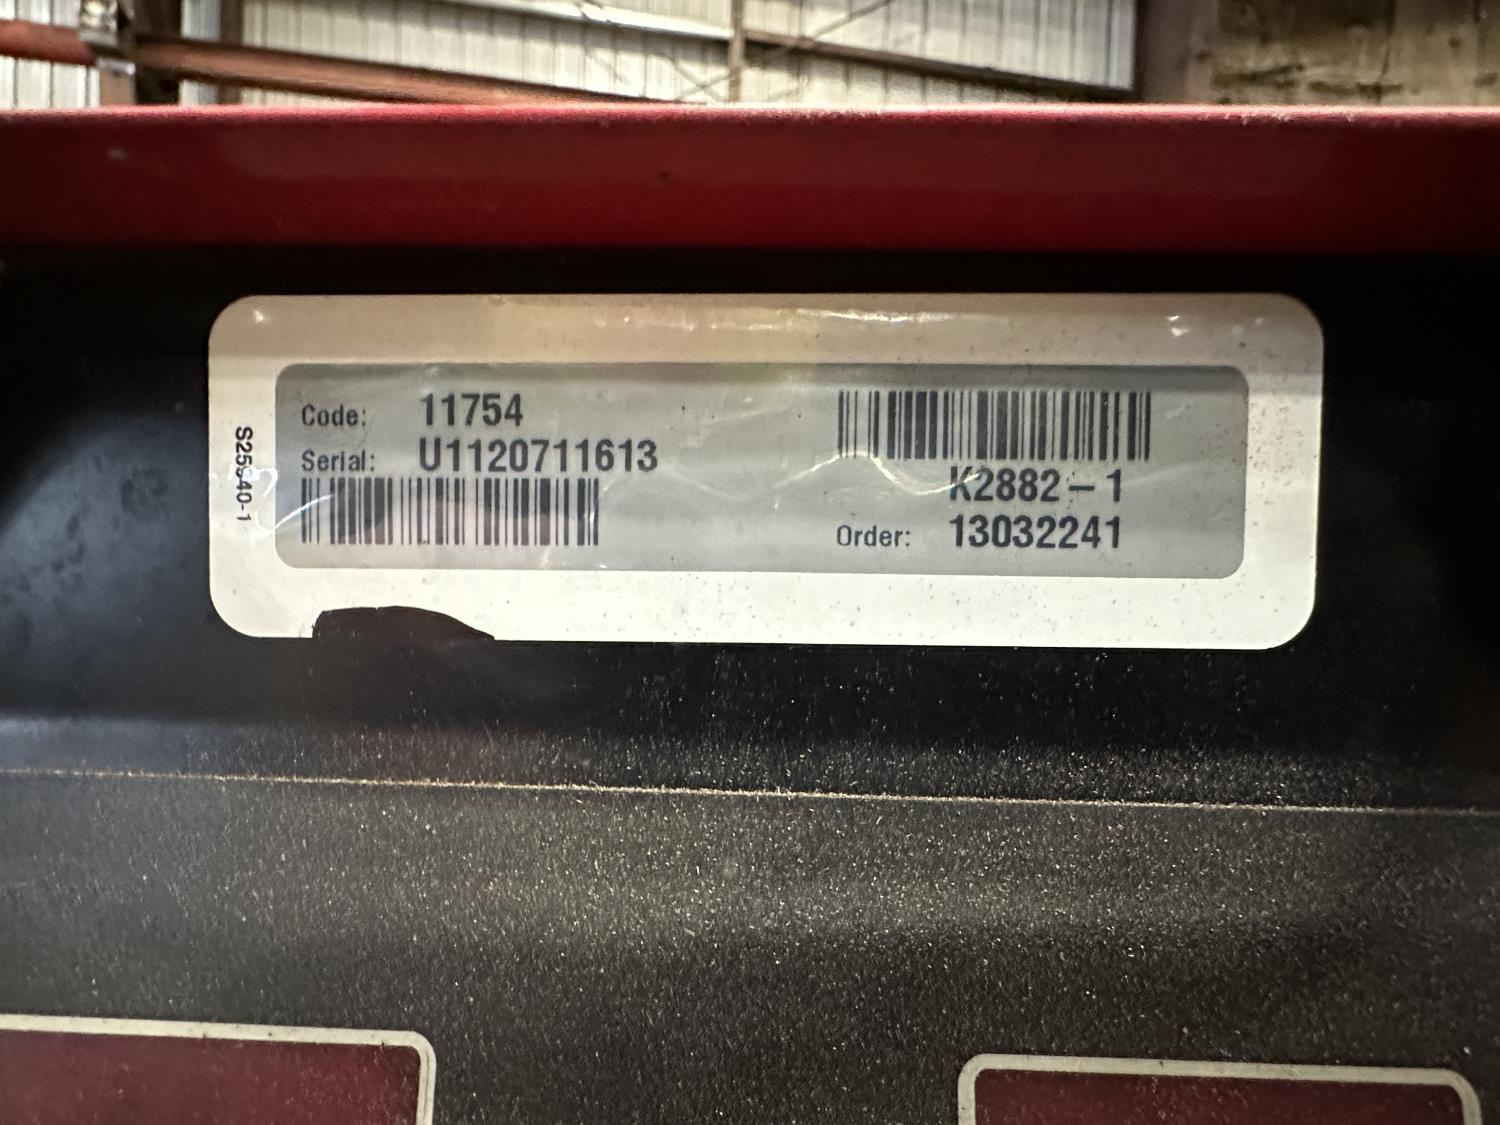 Code: 11754
Serial: U1120711613
K2882-1
Order: 13032241